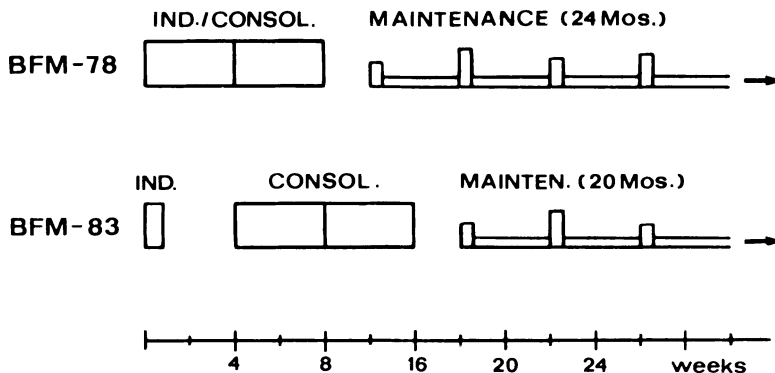 IND./CONSOL. MAINTENANCE (24 Mos.)
BFM-78
IND. CONSOL. MAINTEN. (20 Mos.)
BFM-83
4 8 16 20 24 weeks